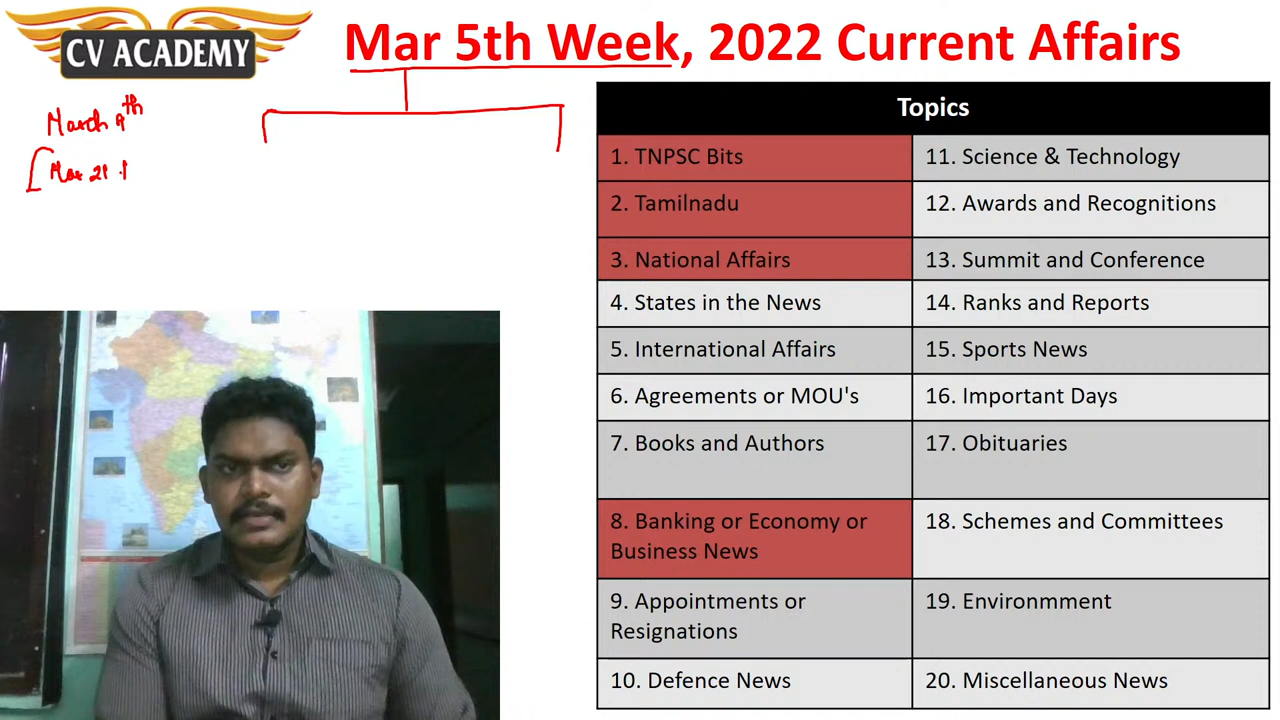 CV ACADEMY
Mar 5th Week, 2022 Current Affairs
March 9th
Topics
1. TNPSC Bits
11. Science & Technology
2. Tamilnadu
12. Awards and Recognitions
3. National Affairs
13. Summit and Conference
4. States in the News
14. Ranks and Reports
5. International Affairs
15. Sports News
6. Agreements or MOU's
16. Important Days
7. Books and Authors
17. Obituaries
8. Banking or Economy or
Business News
18. Schemes and Committees
9. Appointments or
Resignations
19. Environmment
10. Defence News
20. Miscellaneous News